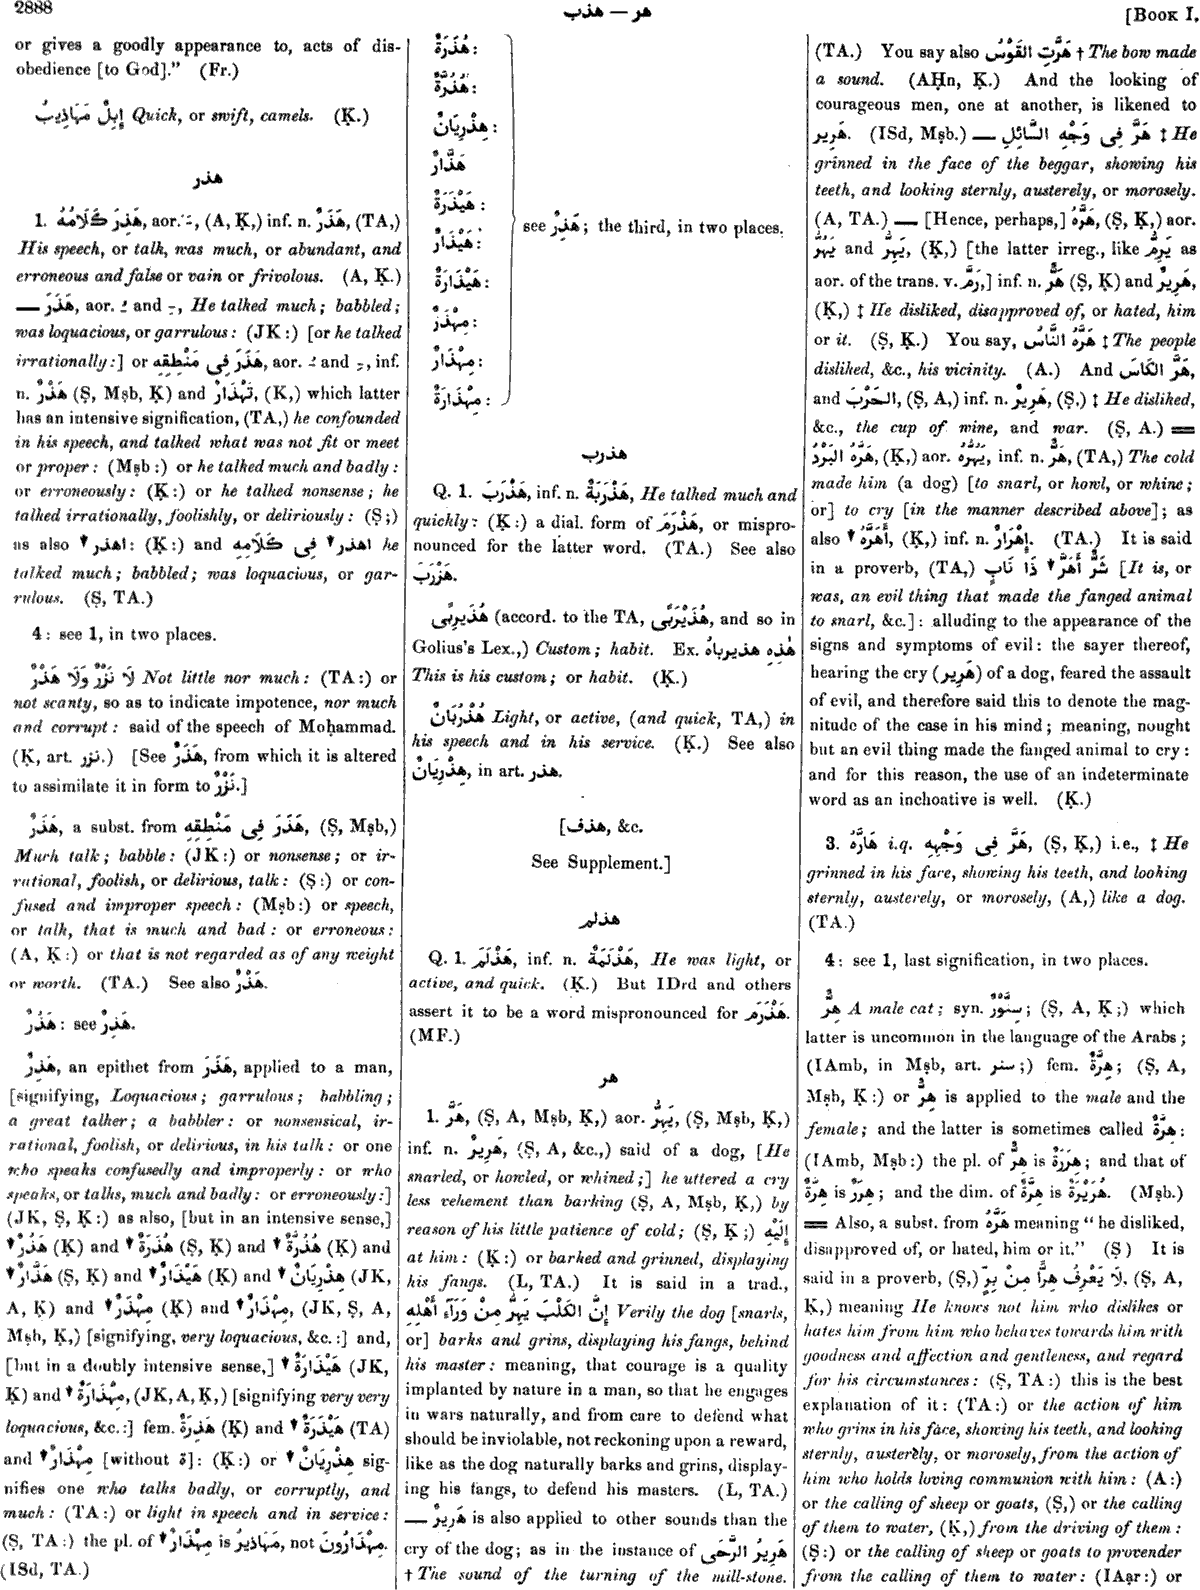 2888
هر — هذب
[BOOK I.
or gives a goodly appearance to, acts of dis-
obedience [to God].” (Fr.)
إِبِلٌ مَهَاذِيبُ Quick, or swift, camels. (Ḳ.)
هذر
1. هَذِرَ كَلَامُهُ, aor. ـَ, (A, Ḳ,) inf. n. هَذَرٌ, (TA,)
His speech, or talk, was much, or abundant, and
erroneous and false or vain or frivolous. (A, Ḳ.)
— هَذَرَ, aor. ـُ and ـِ, He talked much; babbled;
was loquacious, or garrulous: (JK:) [or he talked
irrationally:] or هَذَرَ فِى مَنْطِقِهِ, aor. ـُ and ـِ, inf.
n. هَذْرٌ (Ṣ, Mṣb, Ḳ) and تَهْذَارٌ, (K,) which latter
has an intensive signification, (TA,) he confounded
in his speech, and talked what was not fit or meet
or proper: (Mṣb:) or he talked much and badly:
or erroneously: (Ḳ:) or he talked nonsense; he
talked irrationally, foolishly, or deliriously: (Ṣ;)
as also ▼ اهذر: (Ḳ:) and اهذر ▼ فِى كَلَامِهِ he
talked much; babbled; was loquacious, or gar-
rulous. (Ṣ, TA.)
4: see 1, in two places.
لَا نَزْرٌ وَلَا هَذْرٌ Not little nor much: (TA:) or
not scanty, so as to indicate impotence, nor much
and corrupt: said of the speech of Moḥammad.
(Ḳ, art. نزر.) [See هَذَرٌ, from which it is altered
to assimilate it in form to نَزْرٌ.]
هَذَرٌ, a subst. from هَذَرَ فِى مَنْطِقِهِ, (Ṣ, Mṣb,)
Much talk; babble: (JK:) or nonsense; or ir-
rational, foolish, or delirious, talk: (Ṣ:) or con-
fused and improper speech: (Mṣb:) or speech,
or talk, that is much and bad: or erroneous:
(A, Ḳ:) or that is not regarded as of any weight
or worth. (TA.) See also هَذْرٌ.
هَذُرٌ: see هَذِرٌ.
هَذِرٌ, an epithet from هَذَرَ, applied to a man,
[signifying, Loquacious; garrulous; babbling;
a great talker; a babbler: or nonsensical, ir-
rational, foolish, or delirious, in his talk: or one
who speaks confusedly and improperly: or who
speaks, or talks, much and badly: or erroneously:]
(JK, Ṣ, Ḳ:) as also, [but in an intensive sense,]
▼ هَذُرٌ (Ḳ) and ▼ هُذَرَةٌ (Ṣ, Ḳ) and ▼ هُذُرَّةٌ (Ḳ) and
▼ هَذَّارٌ (Ṣ, Ḳ) and ▼ هَيْذَارٌ (Ḳ) and ▼ هِذْرِيَانٌ (JK,
A, Ḳ) and ▼ مِهْذَرٌ (Ḳ) and ▼ مِهْذَارٌ, (JK, Ṣ, A,
Mṣb, Ḳ,) [signifying, very loquacious, &c.:] and,
[but in a doubly intensive sense,] ▼ هَيْذَارَةٌ (JK,
Ḳ) and ▼ مِهْذَارَةٌ, (JK, A, Ḳ,) [signifying very very
loquacious, &c.:] fem. هَذِرَةٌ (Ḳ) and ▼ هَيْذَرَةٌ (TA)
and ▼ مِهْذَارٌ [without ة]: (Ḳ:) or ▼ هِذْرِيَانٌ sig-
nifies one who talks badly, or corruptly, and
much: (TA:) or light in speech and in service:
(Ṣ, TA:) the pl. of ▼ مِهْذَارٌ is مَهَاذِيرُ, not مِهْذَارُونَ.
(ISd, TA.)
هُذَرَةٌ:
هُذُرَّةٌ:
هِذْرِيَانٌ:
هَذَّارٌ
هَيْذَرَةٌ:
هَيْذَارٌ:
هَيْذَارَةٌ:
مِهْذَرٌ:
مِهْذَارٌ:
مِهْذَارَةٌ:
see هَذِرٌ; the third, in two places.
هذرب
Q. 1. هَذْرَبَ, inf. n. هَذْرَبَةٌ, He talked much and
quickly: (Ḳ:) a dial. form of هَذْرَمَ, or mispro-
nounced for the latter word. (TA.) See also
هَزْرَبَ.
هُذَيرِبَّى (accord. to the TA, هُذَيْرَبَّى, and so in
Golius's Lex.,) Custom; habit. Ex. هٰذِهِ هذيرباهُ
This is his custom; or habit. (Ḳ.)
هُذْرُبَانٌ Light, or active, (and quick, TA,) in
his speech and in his service. (Ḳ.) See also
هِذْرِيَانٌ, in art. هذر.
[هذف, &c.
See Supplement.]
هذلم
Q. 1. هَذْلَمَ, inf. n. هَذْلَمَةٌ, He was light, or
active, and quick. (Ḳ.) But IDrd and others
assert it to be a word mispronounced for هَذْرَمَ.
(MF.)
هر
1. هَرَّ, (Ṣ, A, Mṣb, Ḳ,) aor. يَهِرُّ, (Ṣ, Mṣb, Ḳ,)
inf. n. هَرِيرٌ, (Ṣ, A, &c.,) said of a dog, [He
snarled, or howled, or whined;] he uttered a cry
less vehement than barking (Ṣ, A, Mṣb, Ḳ,) by
reason of his little patience of cold; (Ṣ, Ḳ;) إِلَيْهِ
at him: (Ḳ:) or barked and grinned, displaying
his fangs. (L, TA.) It is said in a trad.,
إِنَّ الكَلْبَ يَهِرُّ مِنْ وَرَآءِ أَهْلِهِ Verily the dog [snarls,
or] barks and grins, displaying his fangs, behind
his master: meaning, that courage is a quality
implanted by nature in a man, so that he engages
in wars naturally, and from care to defend what
should be inviolable, not reckoning upon a reward,
like as the dog naturally barks and grins, display-
ing his fangs, to defend his masters. (L, TA.)
— هَرِيرٌ is also applied to other sounds than the
cry of the dog; as in the instance of هَرِيرُ الرَّحَى
† The sound of the turning of the mill-stone.
(TA.) You say also هَرَّتِ القَوْسُ † The bow made
a sound. (AḤn, Ḳ.) And the looking of
courageous men, one at another, is likened to
هَرِير. (ISd, Mṣb.) — هَرَّ فِى وَجْهِ السَّائِلِ ‡ He
grinned in the face of the beggar, showing his
teeth, and looking sternly, austerely, or morosely.
(A, TA.) — [Hence, perhaps,] هَرَّهُ, (Ṣ, Ḳ,) aor.
يَهُرُّ and يَهِرُّ, (Ḳ,) [the latter irreg., like يَرِمُّ as
aor. of the trans. v. رَمَّ,] inf. n. هَرٌّ (Ṣ, Ḳ) and هَرِيرٌ,
(Ḳ,) ‡ He disliked, disapproved of, or hated, him
or it. (Ṣ, Ḳ.) You say, هَرَّهُ النَّاسُ ‡ The people
disliked, &c., his vicinity. (A.) And هَرَّ الكَاسَ,
and الحَرْبَ, (Ṣ, A,) inf. n. هَرِيرٌ, (Ṣ,) ‡ He disliked,
&c., the cup of wine, and war. (Ṣ, A.) ═
هَرَّهُ البَرْدُ, (Ḳ,) aor. يَهُرُّهُ, inf. n. هَرٌّ, (TA,) The cold
made him (a dog) [to snarl, or howl, or whine;
or] to cry [in the manner described above]; as
also ▼ أَهَرَّهُ, (Ḳ,) inf. n. إِهْرَارٌ. (TA.) It is said
in a proverb, (TA,) شَرٌّ أَهَرَّ ▼ ذَا نَابٍ [It is, or
was, an evil thing that made the fanged animal
to snarl, &c.]: alluding to the appearance of the
signs and symptoms of evil: the sayer thereof,
hearing the cry (هَرِير) of a dog, feared the assault
of evil, and therefore said this to denote the mag-
nitude of the case in his mind; meaning, nought
but an evil thing made the fanged animal to cry:
and for this reason, the use of an indeterminate
word as an inchoative is well. (Ḳ.)
3. هَارَّهُ i.q. هَرَّ فِى وَجْهِهِ, (Ṣ, Ḳ,) i.e., ‡ He
grinned in his face, showing his teeth, and looking
sternly, austerely, or morosely, (A,) like a dog.
(TA.)
4: see 1, last signification, in two places.
هِرٌّ A male cat; syn. سِنَّوْرٌ; (Ṣ, A, Ḳ;) which
latter is uncommon in the language of the Arabs;
(IAmb, in Mṣb, art. سنر;) fem. هِرَّةٌ; (Ṣ, A,
Mṣb, Ḳ:) or the هِرّ is applied to the male and the
female; and the latter is sometimes called هِرَّةٌ:
(IAmb, Mṣb:) the pl. of هِرٌّ is هِرَرَةٌ; and that of
هِرَّةٌ is هِرَرٌ; and the dim. of هِرَّةٌ is هُرَيْرَةٌ. (Mṣb.)
═ Also, a subst. from هَرَّهُ meaning “he disliked,
disapproved of, or hated, him or it.” (Ṣ) It is
said in a proverb, (Ṣ,) لَا يَعْرِفُ هِرًّا مِنْ بِرٍّ, (Ṣ, A,
Ḳ,) meaning He knows not him who dislikes or
hates him from him who behaves towards him with
goodness and affection and gentleness, and regard
for his circumstances: (Ṣ, TA:) this is the best
explanation of it: (TA:) or the action of him
who grins in his face, showing his teeth, and looking
sternly, austerely, or morosely, from the action of
him who holds loving communion with him: (A:)
or the calling of sheep or goats, (Ṣ,) or the calling
of them to water, (Ḳ,) from the driving of them:
(Ṣ:) or the calling of sheep or goats to provender
from the calling of them to water: (IAạr:) or